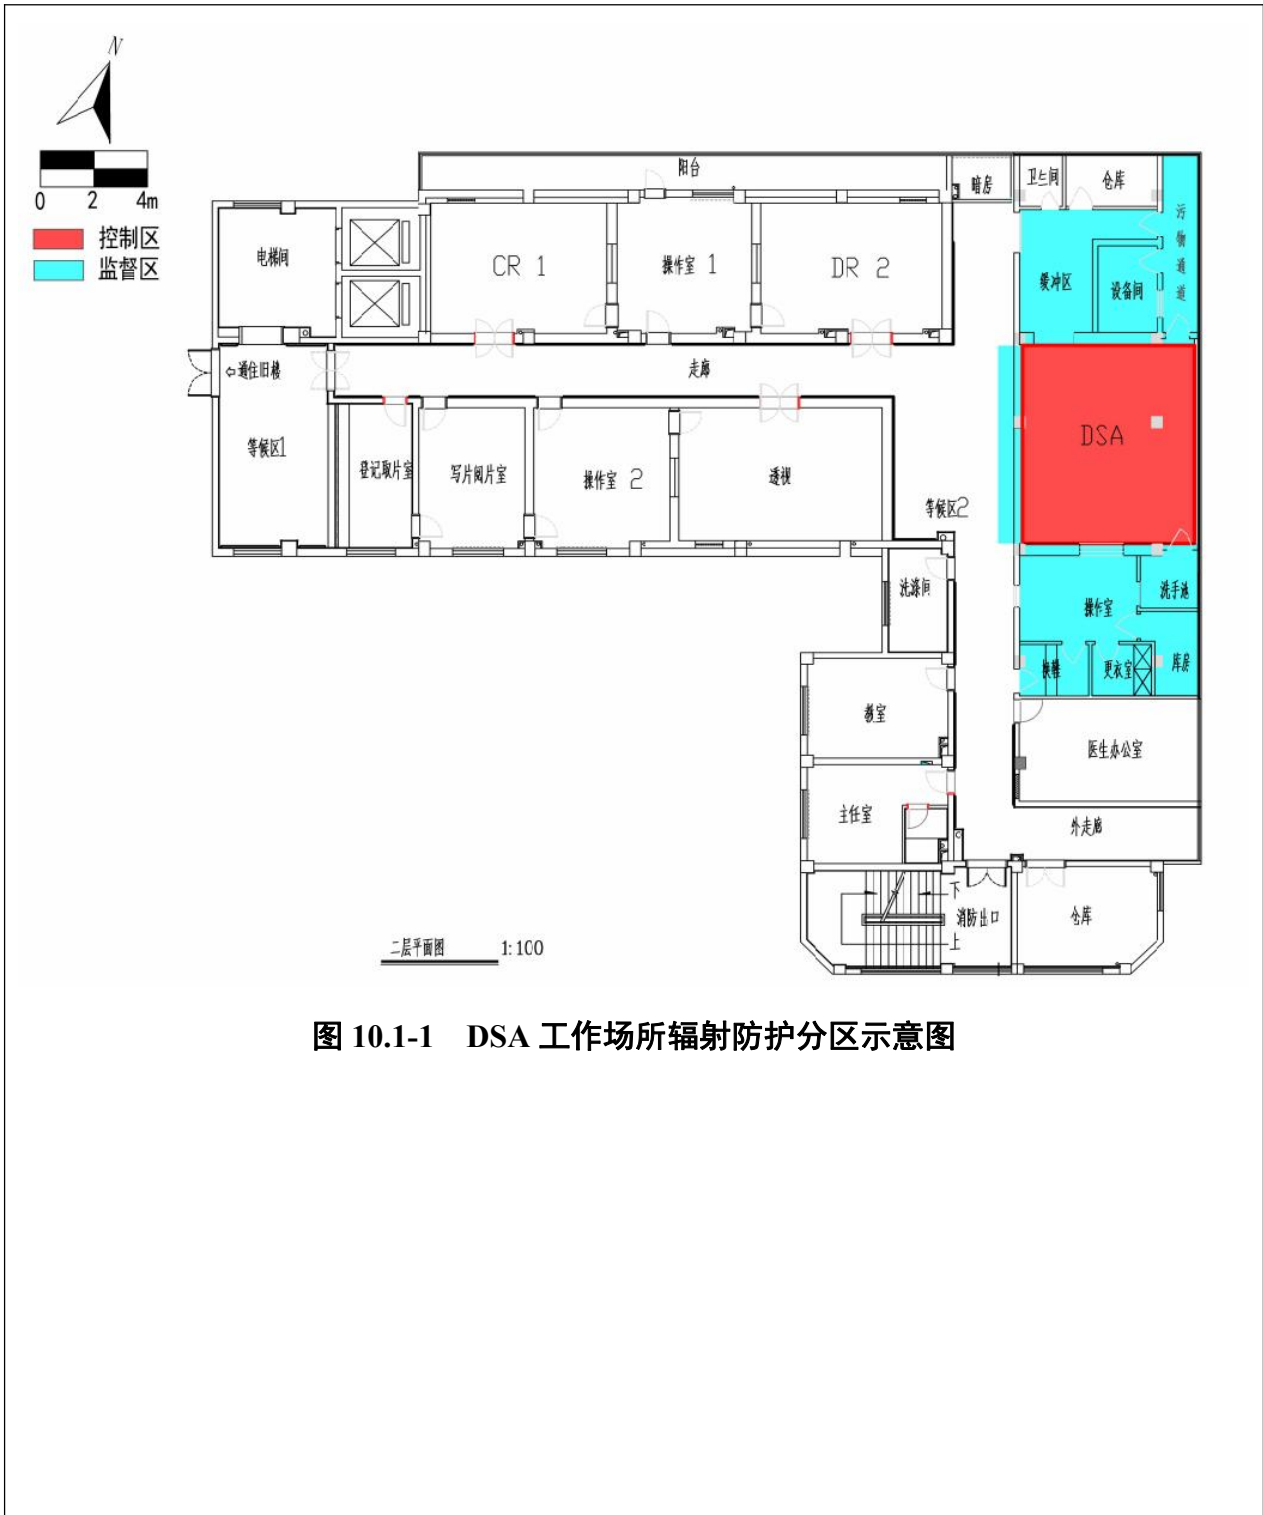 N
0 2 4m
控制区
监督区
阳台
暗房
卫生间
仓库
污物通道
电梯间
CR 1
操作室 1
DR 2
缓冲区
设备间
通住旧楼
走廊
DSA
等候区1
登记取片室
写片阅片室
操作室 2
透视
等候区2
洗涤间
操作室
洗手池
换鞋
更衣室
库房
教室
医生办公室
主任室
外走廊
下
消防出口
上
仓库
二层平面图 1:100
图 10.1-1 DSA 工作场所辐射防护分区示意图